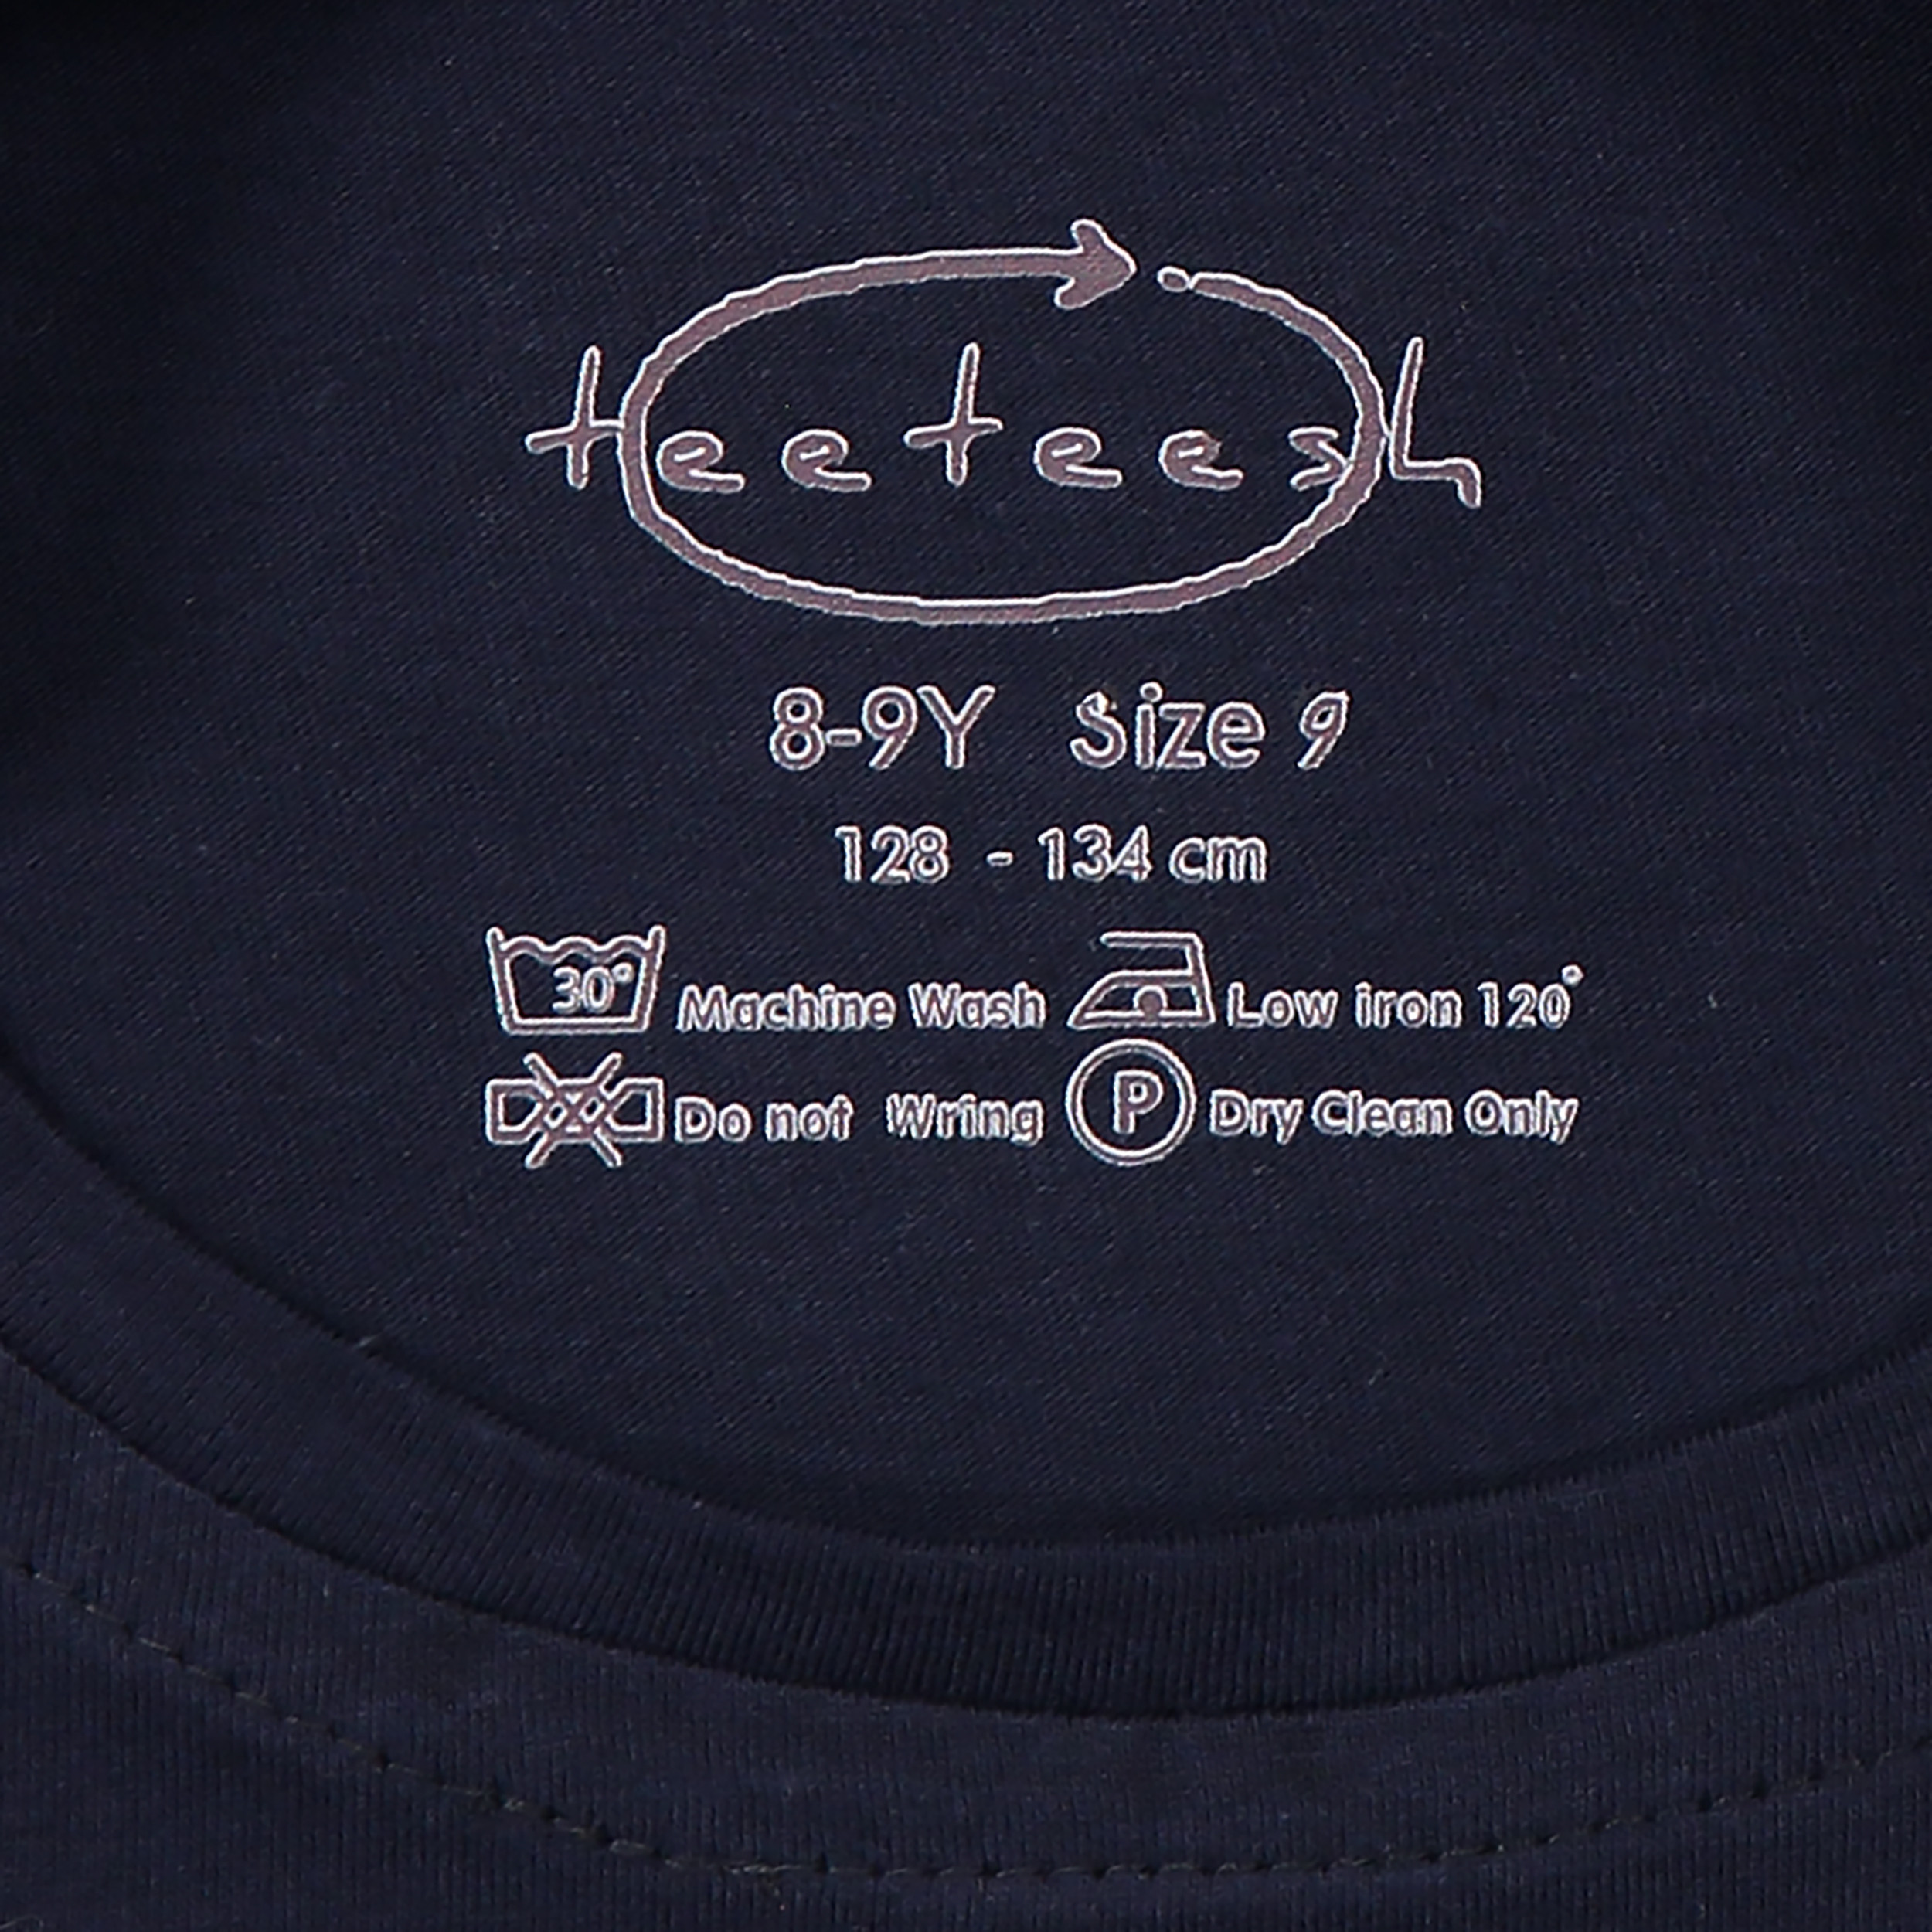 teeteesh
8-9Y Size 9
128 - 134 cm
30° Machine Wash Low iron 120°
Do not Wring P Dry Clean Only